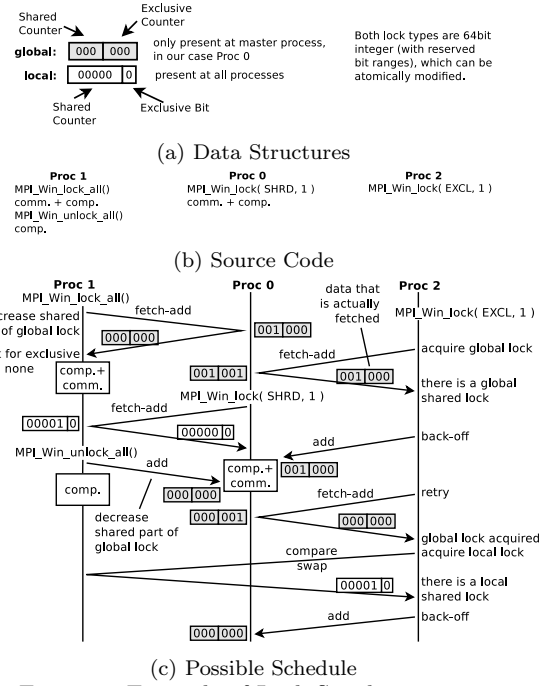 Shared
Counter
Exclusive
Counter
global: 000 000
only present at master process,
in our case Proc 0
local: 00000 0
present at all processes
Shared
Counter
Exclusive Bit
Both lock types are 64bit
integer (with reserved
bit ranges), which can be
atomically modified.
(a) Data Structures
Proc 1
MPI_Win_lock_all()
comm. + comp.
MPI_Win_unlock_all()
comp.
Proc 0
MPI_Win_lock( SHRD, 1 )
comm. + comp.
Proc 2
MPI_Win_lock( EXCL, 1 )
(b) Source Code
Proc 1
Proc 0
Proc 2
MPI_Win_lock_all()
fetch-add
data that
is actually
fetched
MPI_Win_lock( EXCL, 1 )
crease shared
of global lock
000 000
001 000
for exclusive
none
fetch-add
acquire global lock
comp.+
comm.
001 001
001 000
there is a global
shared lock
MPI_Win_lock( SHRD, 1 )
fetch-add
00001 0
00000 0
add
back-off
MPI_Win_unlock_all()
add
comp.+
comm.
001 000
comp.
000 000
fetch-add
retry
decrease
shared part of
global lock
000 001
000 000
global lock acquired
compare
swap
acquire local lock
00001 0
there is a local
shared lock
add
back-off
000 000
(c) Possible Schedule